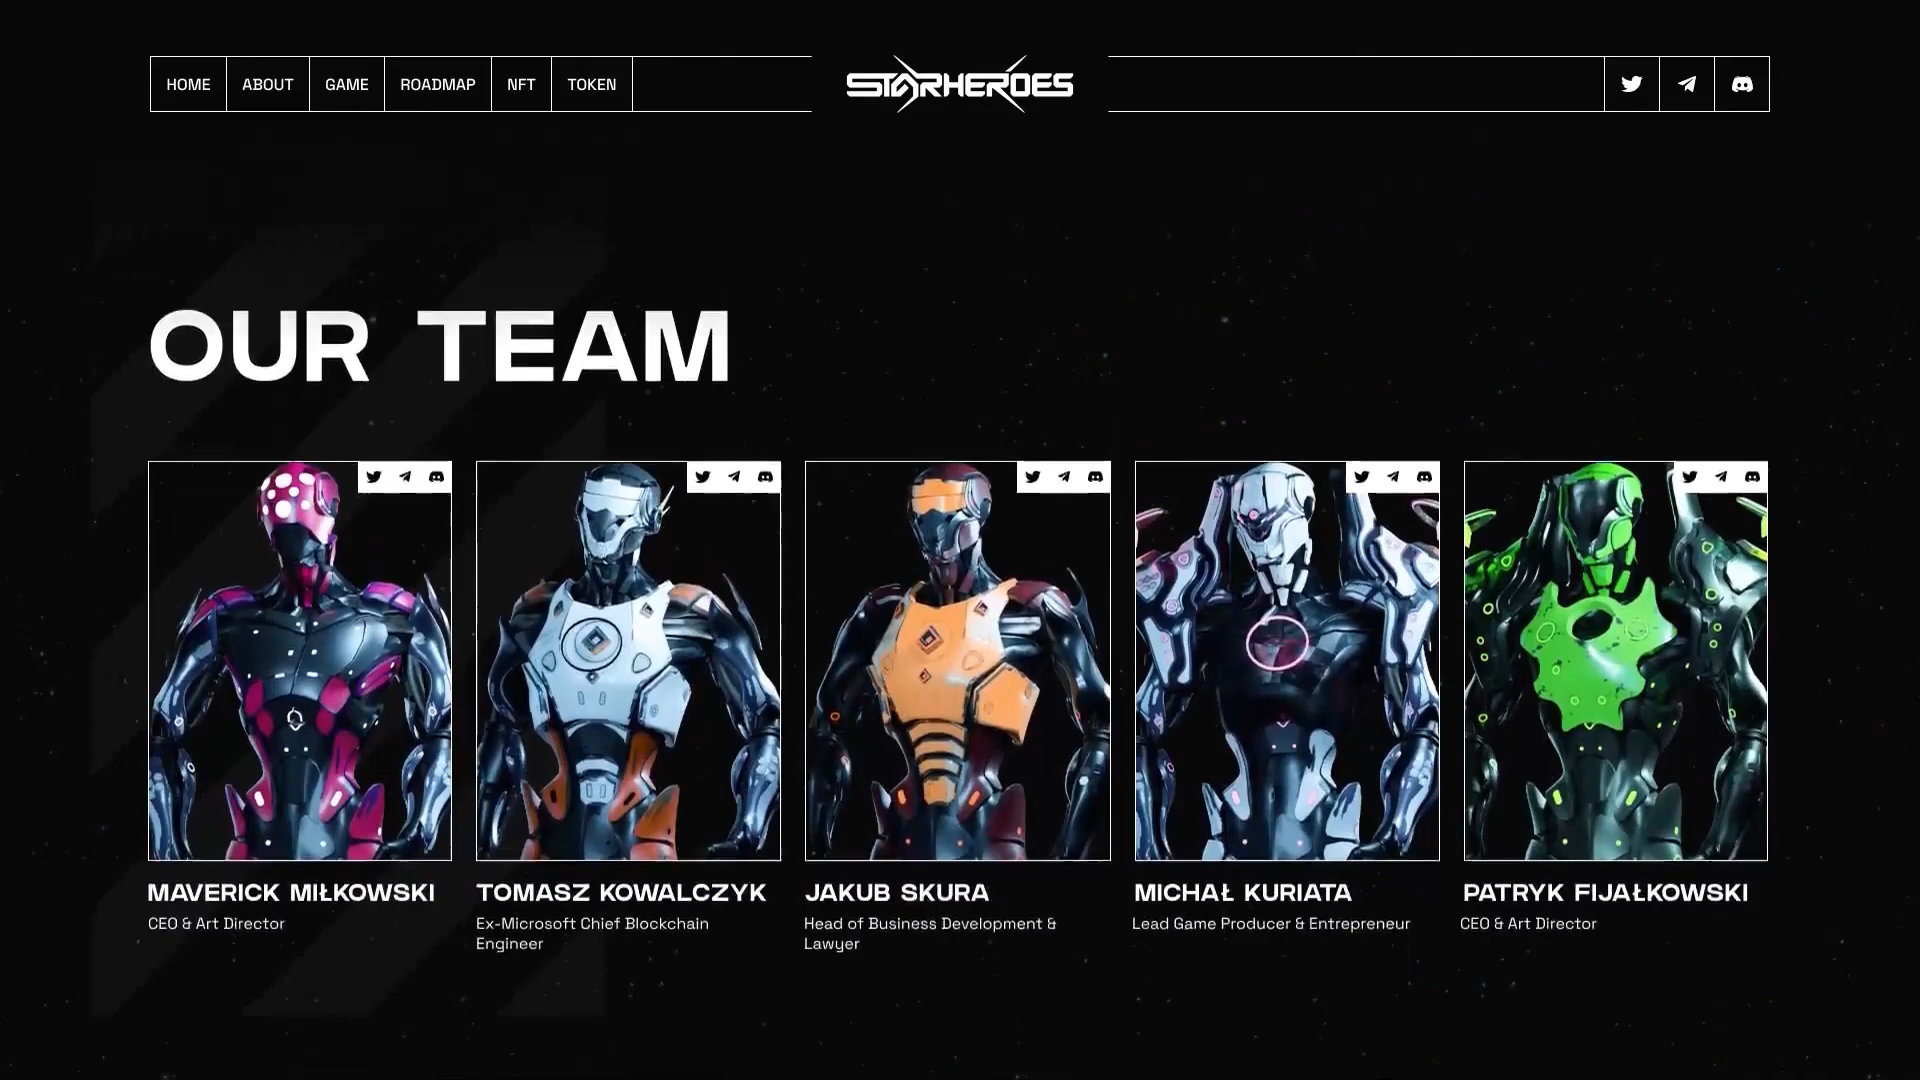 HOME ABOUT GAME ROADMAP NFT TOKEN
STARHEROES
OUR TEAM
MAVERICK MIŁKOWSKI
CEO & Art Director
TOMASZ KOWALCZYK
Ex-Microsoft Chief Blockchain
Engineer
JAKUB SKURA
Head of Business Development &
Lawyer
MICHAŁ KURIATA
Lead Game Producer & Entrepreneur
PATRYK FIJAŁKOWSKI
CEO & Art Director